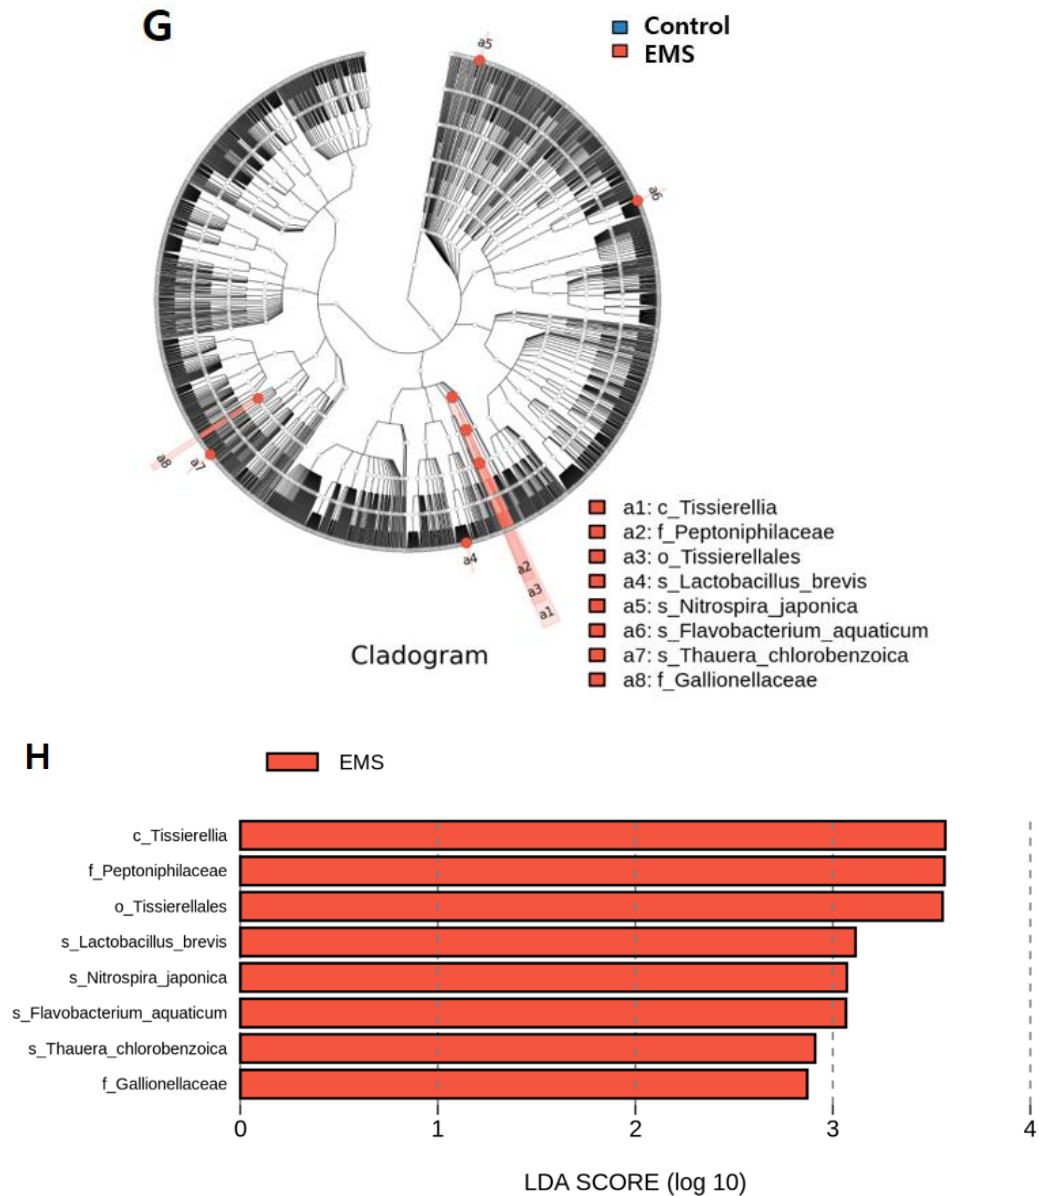 G
Control
EMS
a5
a6
a8
a7
a4
a2
a3
a1
a1: c_Tissierellia
a2: f_Peptoniphilaceae
a3: o_Tissierellales
a4: s_Lactobacillus_brevis
a5: s_Nitrospira_japonica
a6: s_Flavobacterium_aquaticum
a7: s_Thauera_chlorobenzoica
a8: f_Gallionellaceae
Cladogram
H
EMS
c_Tissierellia
f_Peptoniphilaceae
o_Tissierellales
s_Lactobacillus_brevis
s_Nitrospira_japonica
s_Flavobacterium_aquaticum
s_Thauera_chlorobenzoica
f_Gallionellaceae
0 1 2 3 4
LDA SCORE (log 10)